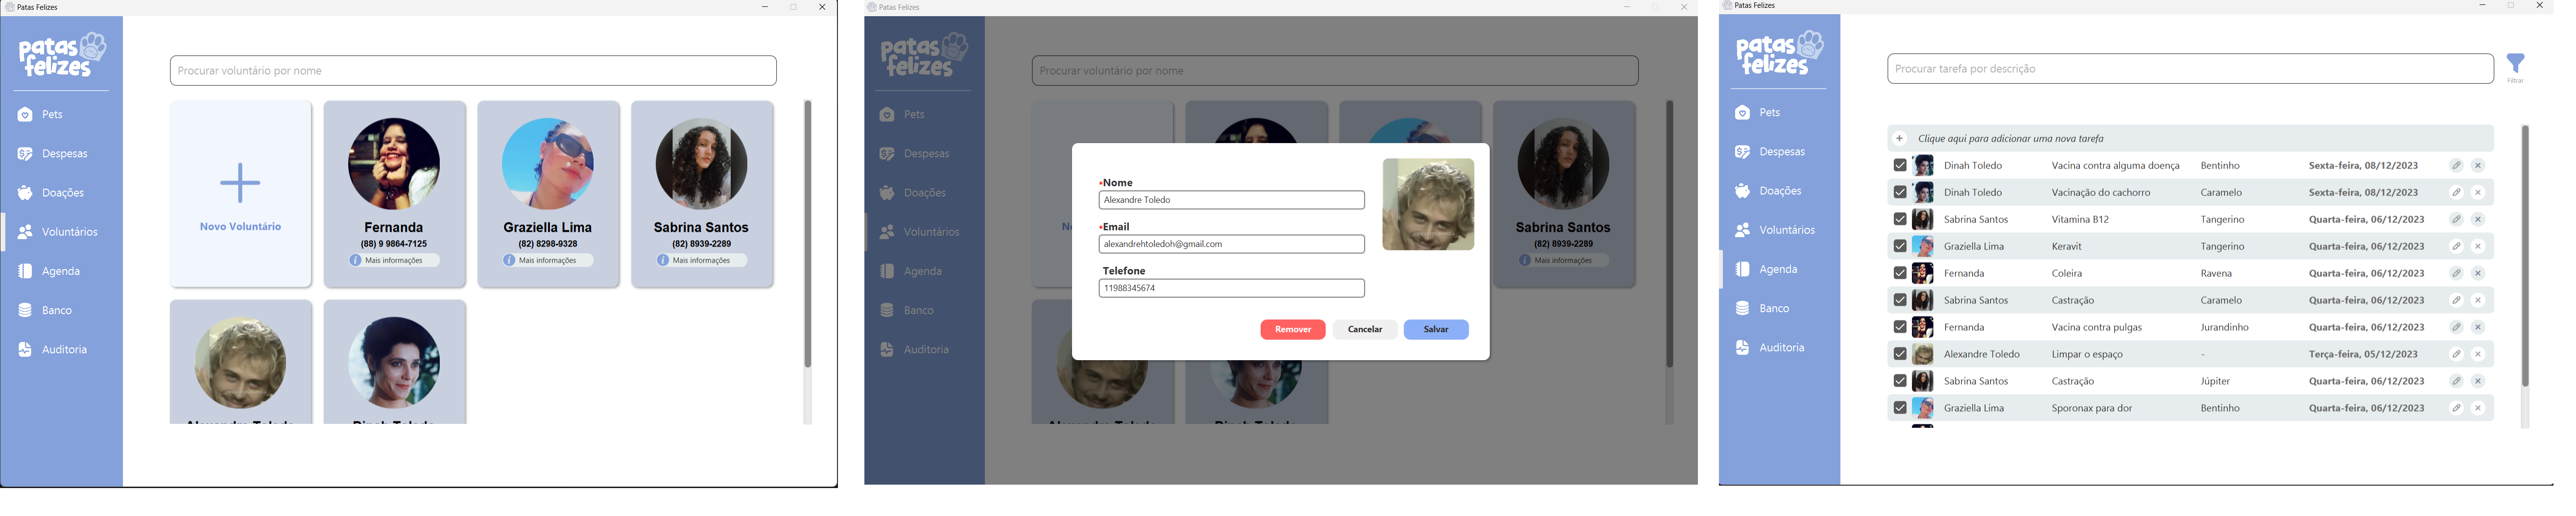 Patas Felizes
patas
felizes
Pets
Despesas
Doações
Voluntários
Agenda
Banco
Auditoria
Procurar voluntário por nome
Novo Voluntário
Fernanda
(88) 9 9864-7125
Mais informações
Graziella Lima
(82) 8298-9328
Mais informações
Sabrina Santos
(82) 8939-2289
Mais informações
Alexandre Toledo
Dinah Toledo
Patas Felizes
patas
felizes
Pets
Despesas
Doações
Voluntários
Agenda
Banco
Auditoria
Procurar voluntário por nome
*Nome
Alexandre Toledo
*Email
alexandrehtoledoh@gmail.com
Telefone
11988345674
Remover
Cancelar
Salvar
Sabrina Santos
(82) 8939-2289
Mais informações
Alexandre Toledo
Dinah Toledo
Patas Felizes
patas
felizes
Pets
Despesas
Doações
Voluntários
Agenda
Banco
Auditoria
Procurar tarefa por descrição
Filtrar
Clique aqui para adicionar uma nova tarefa
Dinah Toledo Vacina contra alguma doença Bentinho Sexta-feira, 08/12/2023
Dinah Toledo Vacinação do cachorro Caramelo Sexta-feira, 08/12/2023
Sabrina Santos Vitamina B12 Tangerino Quarta-feira, 06/12/2023
Graziella Lima Keravit Tangerino Quarta-feira, 06/12/2023
Fernanda Coleira Ravena Quarta-feira, 06/12/2023
Sabrina Santos Castração Caramelo Quarta-feira, 06/12/2023
Fernanda Vacina contra pulgas Jurandinho Quarta-feira, 06/12/2023
Alexandre Toledo Limpar o espaço - Terça-feira, 05/12/2023
Sabrina Santos Castração Júpiter Quarta-feira, 06/12/2023
Graziella Lima Sporonax para dor Bentinho Quarta-feira, 06/12/2023